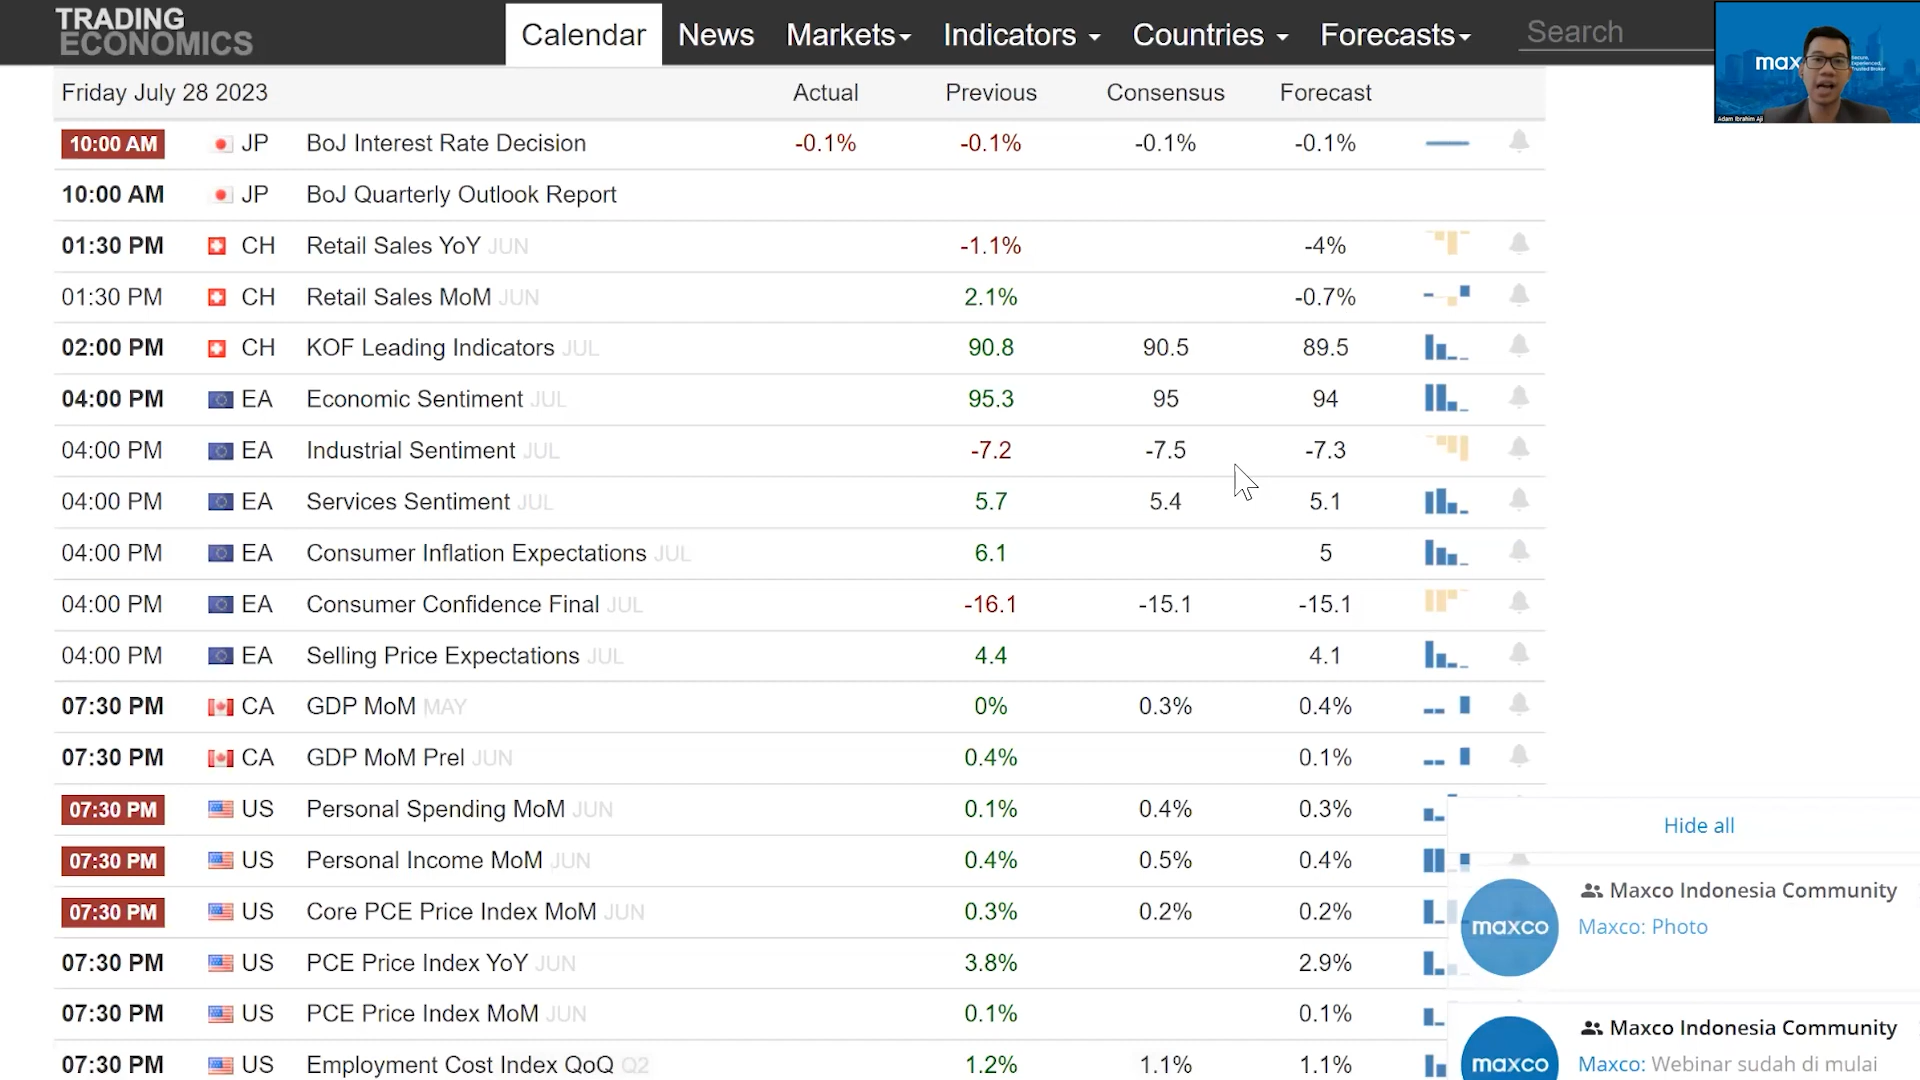 TRADING
ECONOMICS
Calendar News Markets Indicators Countries Forecasts Search
maxco
Secure,
Experienced,
Trusted Broker
Adam Ibrahim Aji
Friday July 28 2023 Actual Previous Consensus Forecast
10:00 AM JP BoJ Interest Rate Decision -0.1% -0.1% -0.1% -0.1%
10:00 AM JP BoJ Quarterly Outlook Report
01:30 PM CH Retail Sales YoY JUN -1.1% -4%
01:30 PM CH Retail Sales MoM JUN 2.1% -0.7%
02:00 PM CH KOF Leading Indicators JUL 90.8 90.5 89.5
04:00 PM EA Economic Sentiment JUL 95.3 95 94
04:00 PM EA Industrial Sentiment JUL -7.2 -7.5 -7.3
04:00 PM EA Services Sentiment JUL 5.7 5.4 5.1
04:00 PM EA Consumer Inflation Expectations JUL 6.1 5
04:00 PM EA Consumer Confidence Final JUL -16.1 -15.1 -15.1
04:00 PM EA Selling Price Expectations JUL 4.4 4.1
07:30 PM CA GDP MoM MAY 0% 0.3% 0.4%
07:30 PM CA GDP MoM Prel JUN 0.4% 0.1%
07:30 PM US Personal Spending MoM JUN 0.1% 0.4% 0.3%
07:30 PM US Personal Income MoM JUN 0.4% 0.5% 0.4%
07:30 PM US Core PCE Price Index MoM JUN 0.3% 0.2% 0.2%
07:30 PM US PCE Price Index YoY JUN 3.8% 2.9%
07:30 PM US PCE Price Index MoM JUN 0.1% 0.1%
07:30 PM US Employment Cost Index QoQ Q2 1.2% 1.1% 1.1%
Hide all
maxco
Maxco Indonesia Community
Maxco: Photo
maxco
Maxco Indonesia Community
Maxco: Webinar sudah di mulai